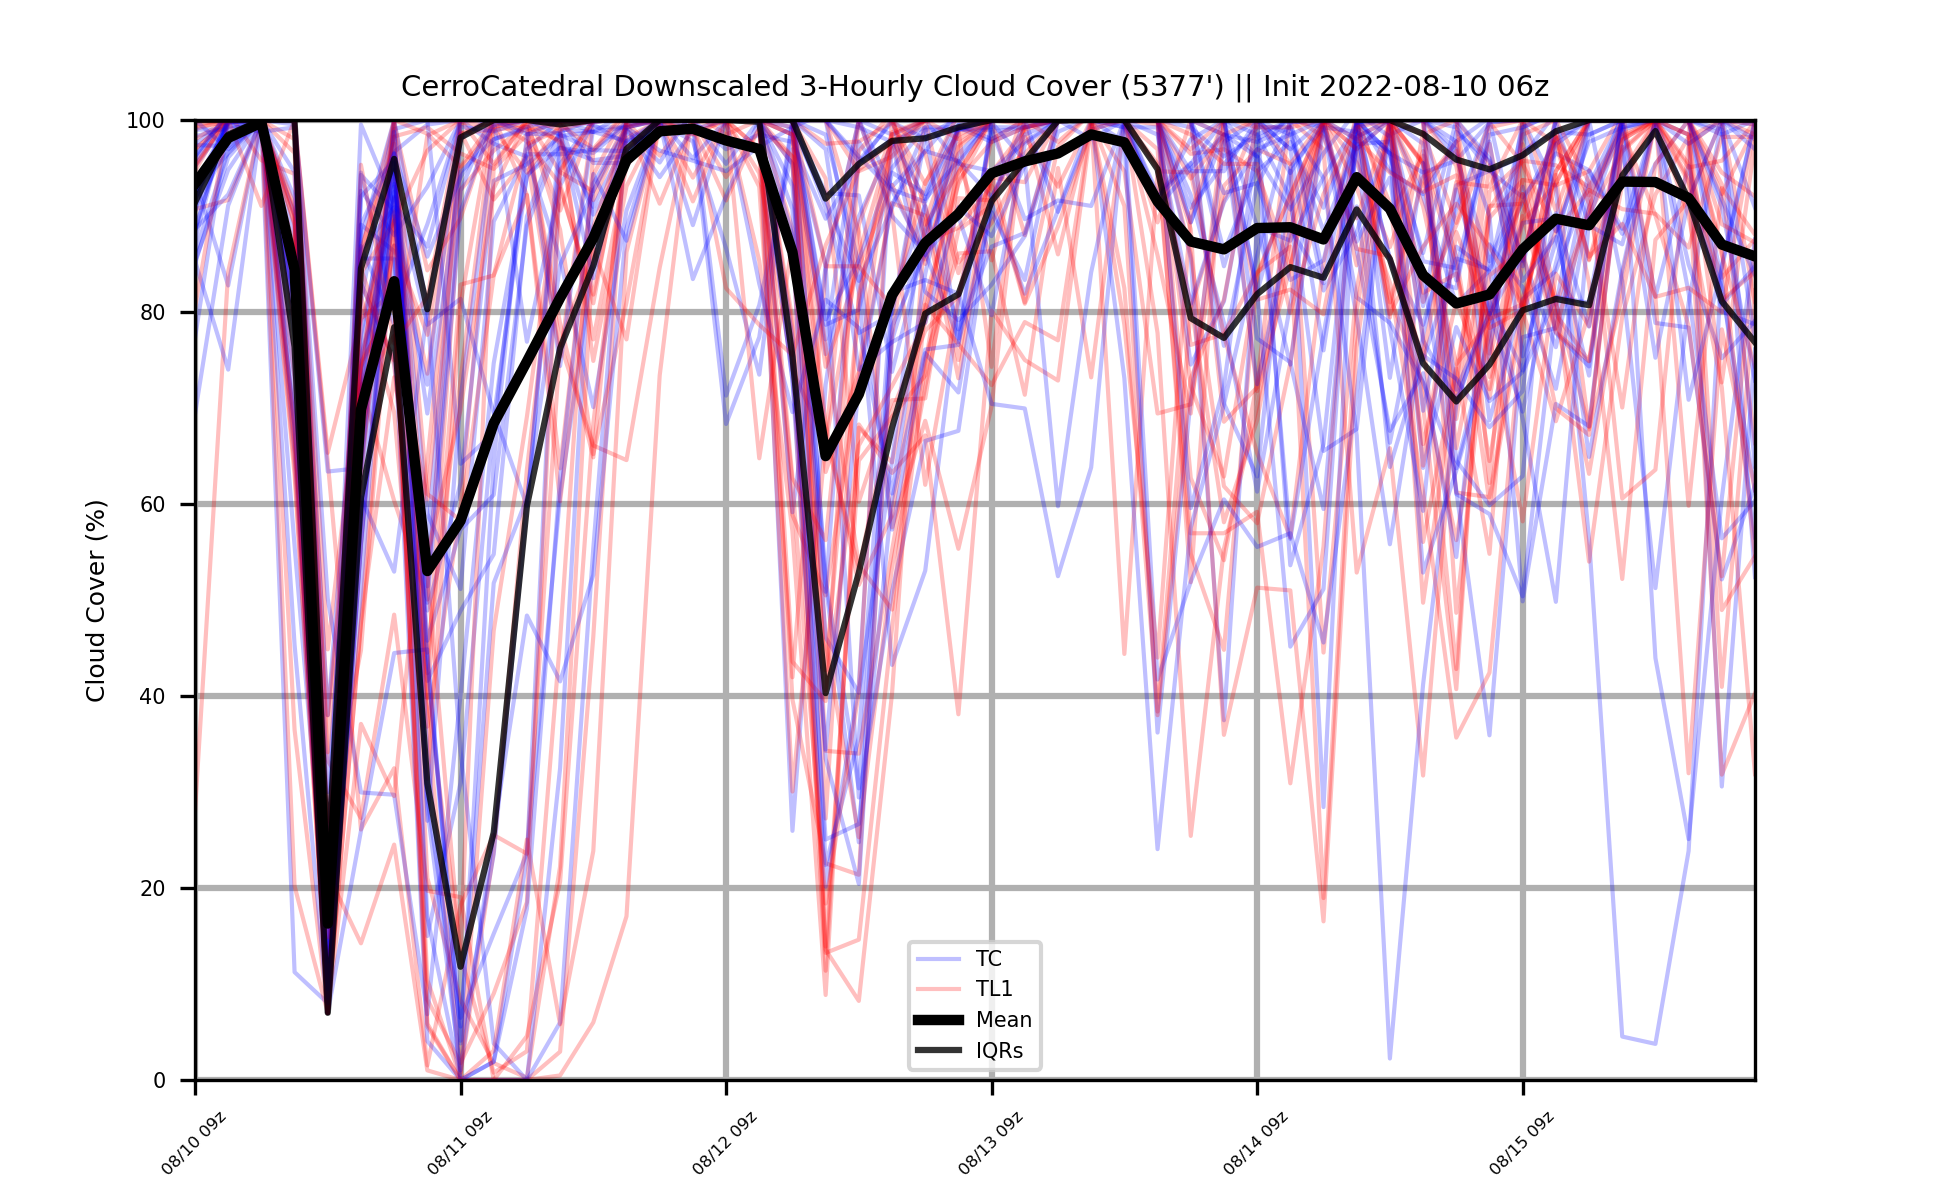 CerroCatedral Downscaled 3-Hourly Cloud Cover (5377') || Init 2022-08-10 06z
Cloud Cover (%)
100
80
60
40
20
0
TC
TL1
Mean
IQRs
08/10 09z
08/11 09z
08/12 09z
08/13 09z
08/14 09z
08/15 09z